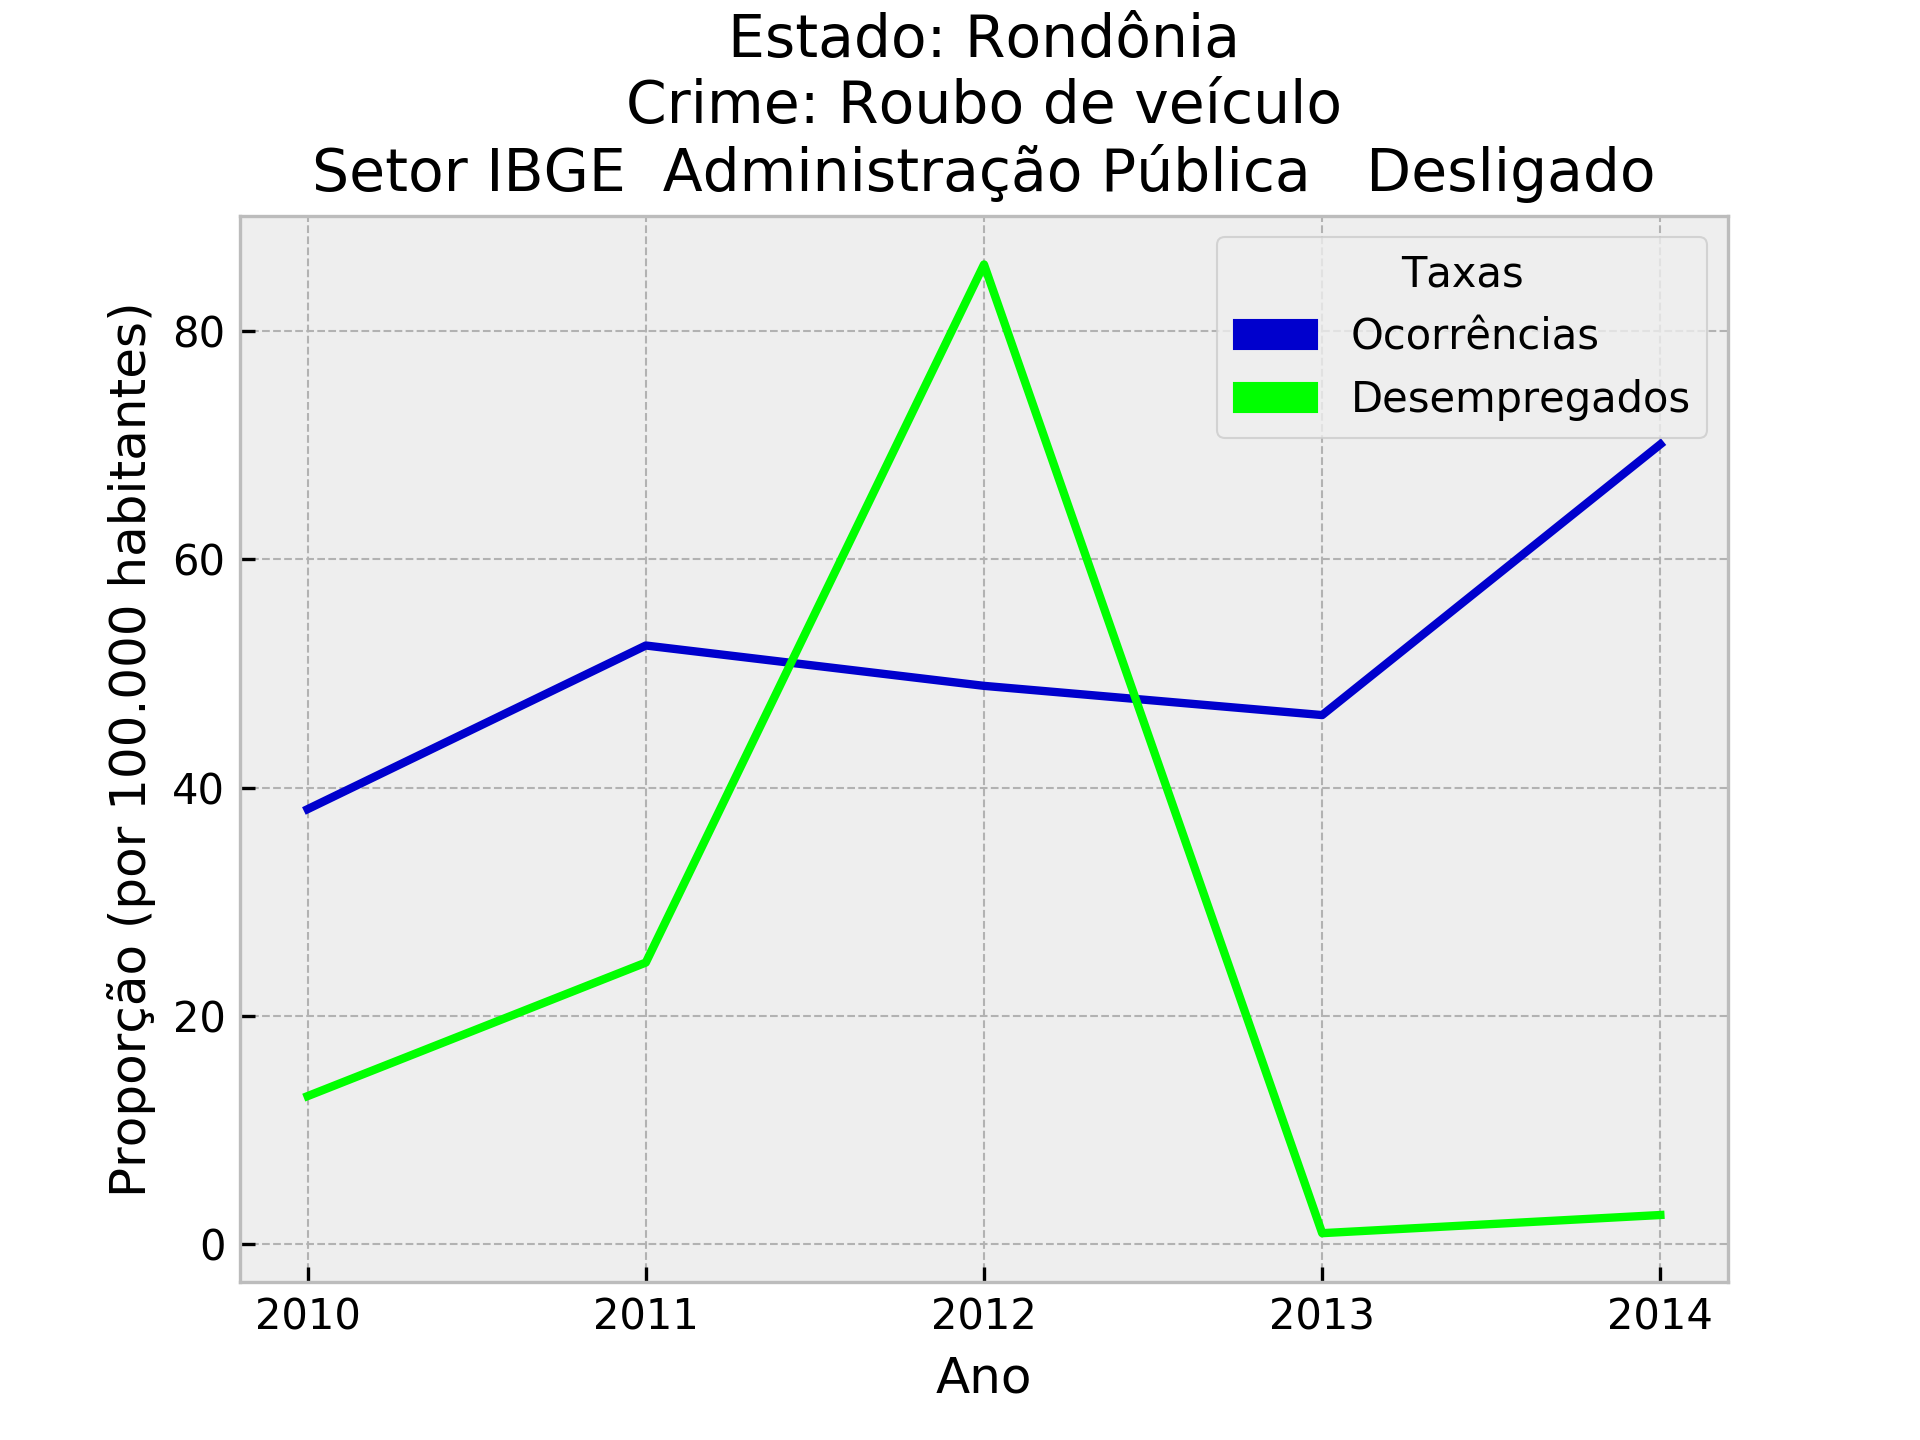 Estado: Rondônia
Crime: Roubo de veículo
Setor IBGE  Administração Pública   Desligado
Taxas
Ocorrências
Desempregados
Proporção (por 100.000 habitantes)
80
60
40
20
0
2010 2011 2012 2013 2014
Ano